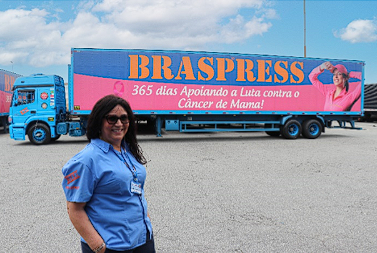 BRASPRESS
365 dias Apoiando a Luta contra o
Câncer de Mama!